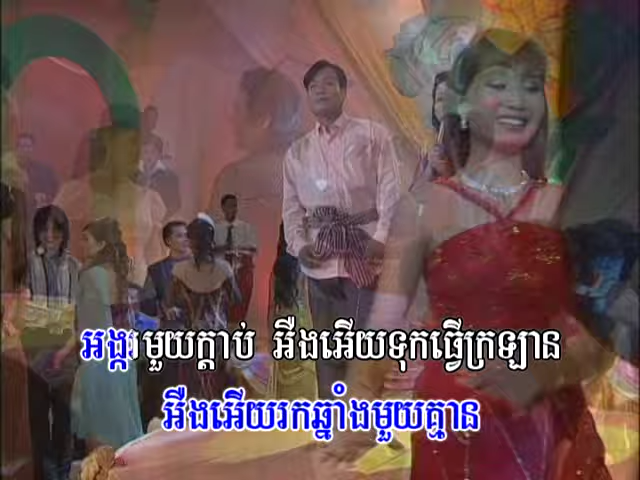 អង្ករមួយក្ដាប់ អឺងអើយទុកធ្វើក្រឡាន
អឺងអើយរកឆ្នាំងមួយគ្មាន